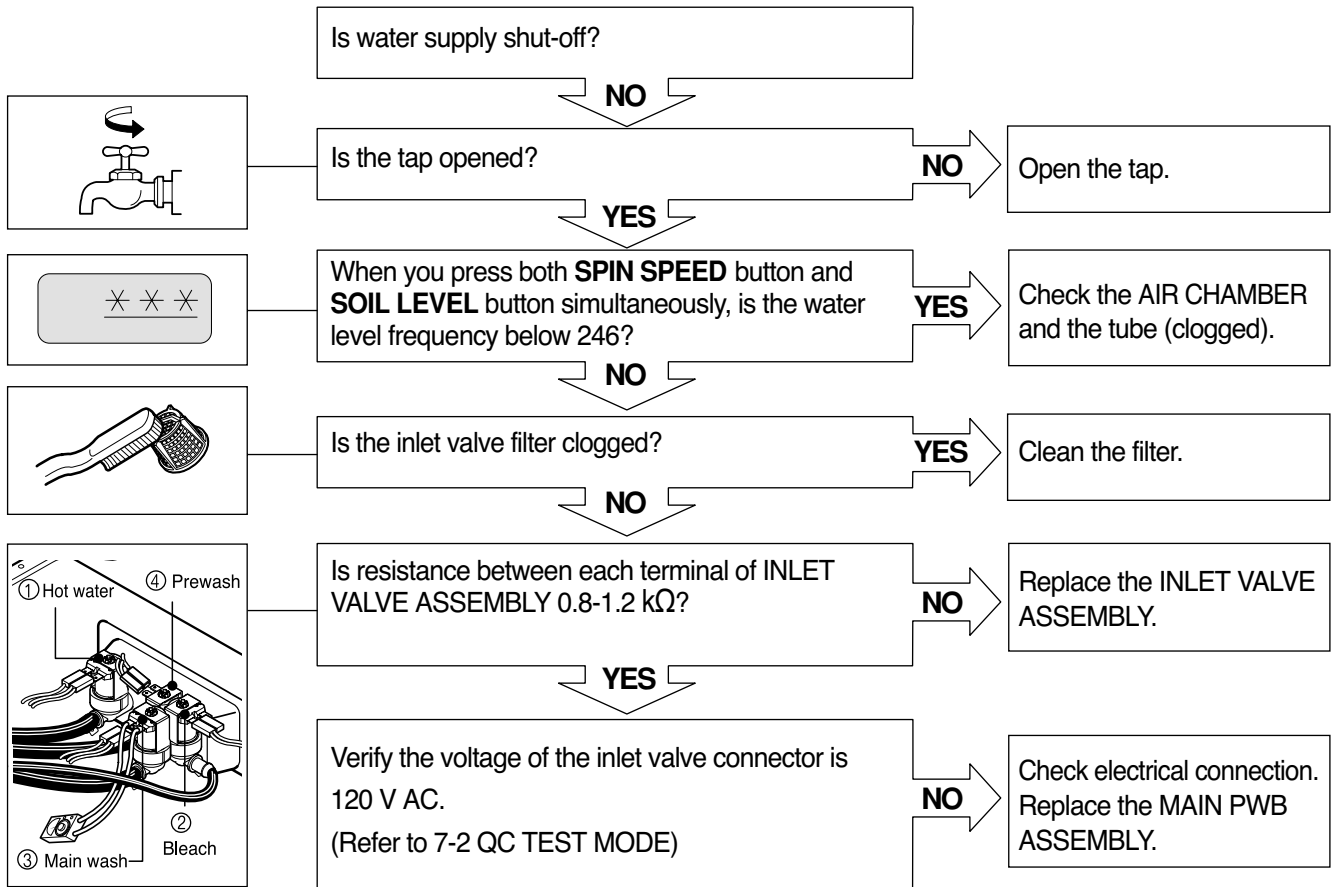 Is water supply shut-off?
NO
Is the tap opened?
NO
Open the tap.
YES
* * *
When you press both SPIN SPEED button and
SOIL LEVEL button simultaneously, is the water
level frequency below 246?
YES
Check the AIR CHAMBER
and the tube (clogged).
NO
Is the inlet valve filter clogged?
YES
Clean the filter.
NO
① Hot water
④ Prewash
②
Bleach
③ Main wash
Is resistance between each terminal of INLET
VALVE ASSEMBLY 0.8-1.2 kΩ?
NO
Replace the INLET VALVE
ASSEMBLY.
YES
Verify the voltage of the inlet valve connector is
120 V AC.
(Refer to 7-2 QC TEST MODE)
NO
Check electrical connection.
Replace the MAIN PWB
ASSEMBLY.